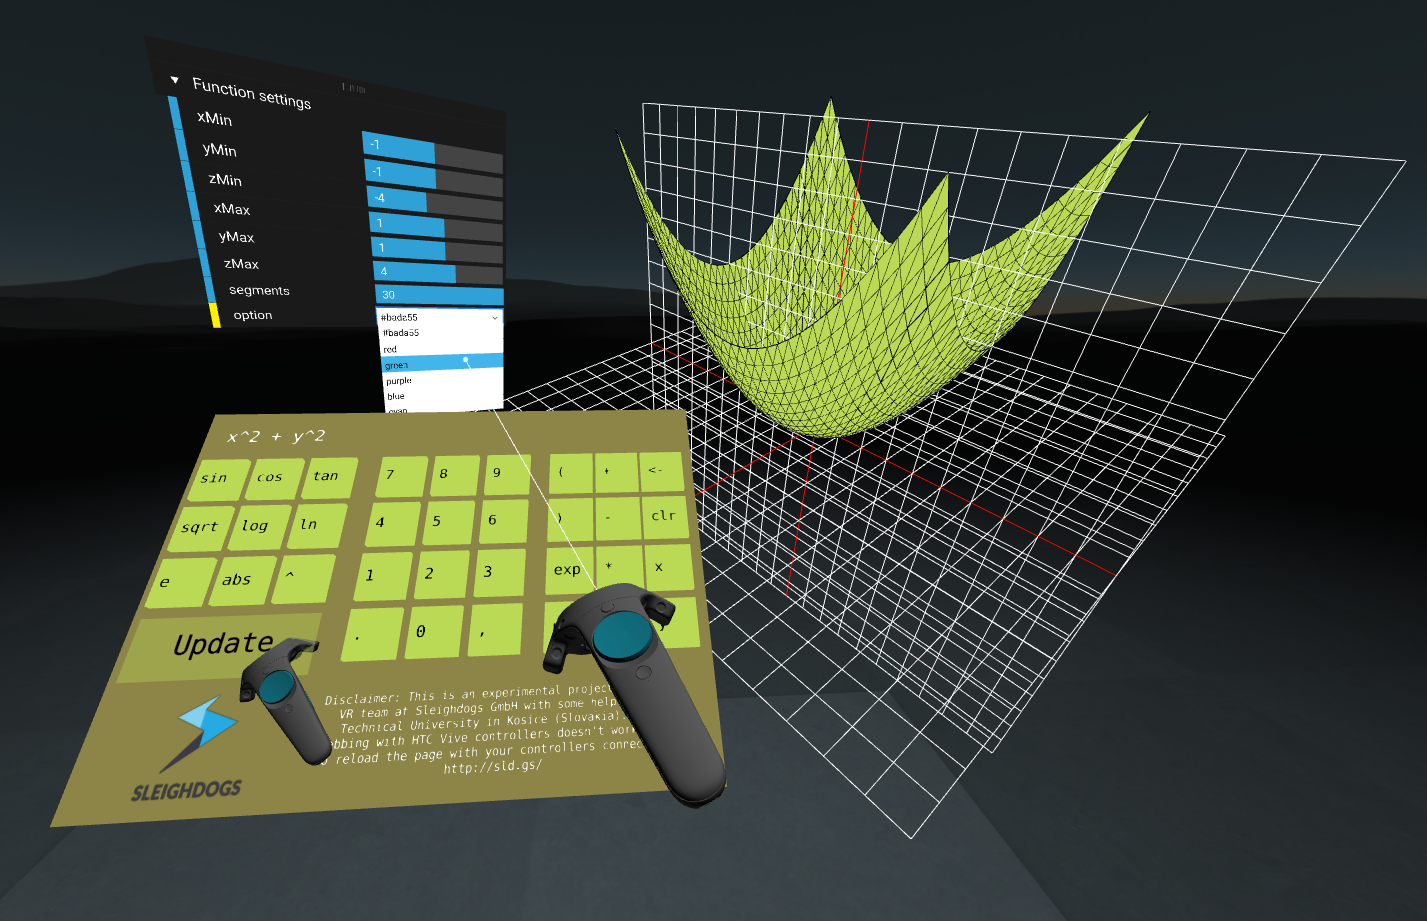 Function settings
xMin -1
yMin -1
zMin -4
xMax 1
yMax 1
zMax 4
segments 30
option #bada55
#bada55
red
green
purple
blue
cyan
x^2 + y^2
sin cos tan 7 8 9 ( + <-
sqrt log ln 4 5 6 ) - clr
e abs ^ 1 2 3 exp * x
Update . 0 ,
Disclaimer: This is an experimental project
VR team at Sleighdogs GmbH with some help
Technical University in Kosice (Slovakia).
with HTC Vive controllers doesn't work
reload the page with your controllers
http://sld.gs/
SLEIGHDOGS